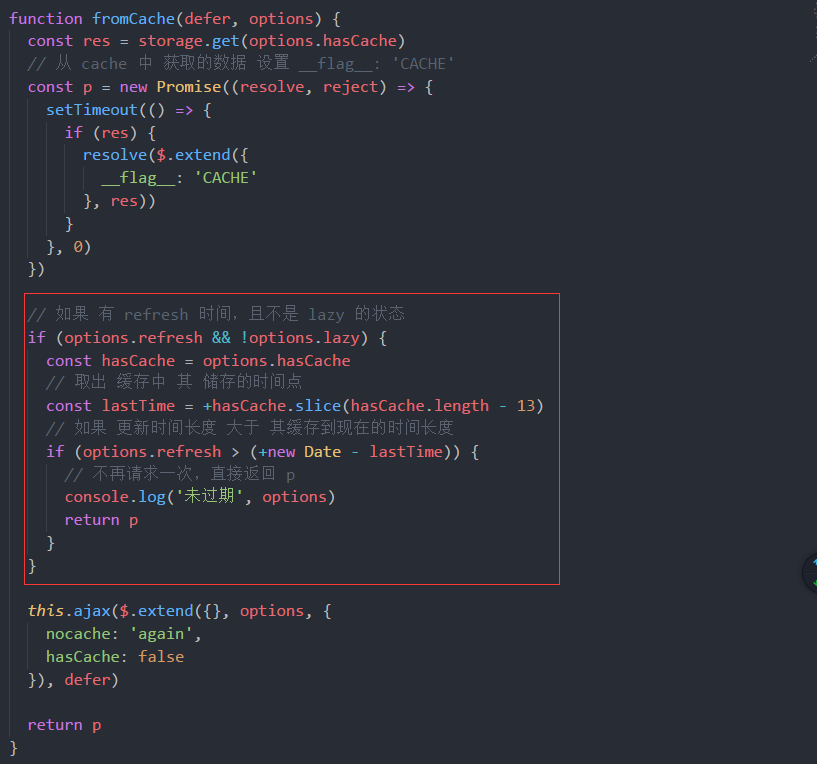 function fromCache(defer, options) {
const res = storage.get(options.hasCache)
// 从 cache 中 获取的数据 设置 __flag__: 'CACHE'
const p = new Promise((resolve, reject) => {
setTimeout(() => {
if (res) {
resolve($.extend({
__flag__: 'CACHE'
}, res))
}
}, 0)
})
// 如果 有 refresh 时间，且不是 lazy 的状态
if (options.refresh && !options.lazy) {
const hasCache = options.hasCache
// 取出 缓存中 其 储存的时间点
const lastTime = +hasCache.slice(hasCache.length - 13)
// 如果 更新时间长度 大于 其缓存到现在的时间长度
if (options.refresh > (+new Date - lastTime)) {
// 不再请求一次，直接返回 p
console.log('未过期', options)
return p
}
}
this.ajax($.extend({}, options, {
nocache: 'again',
hasCache: false
}), defer)
return p
}